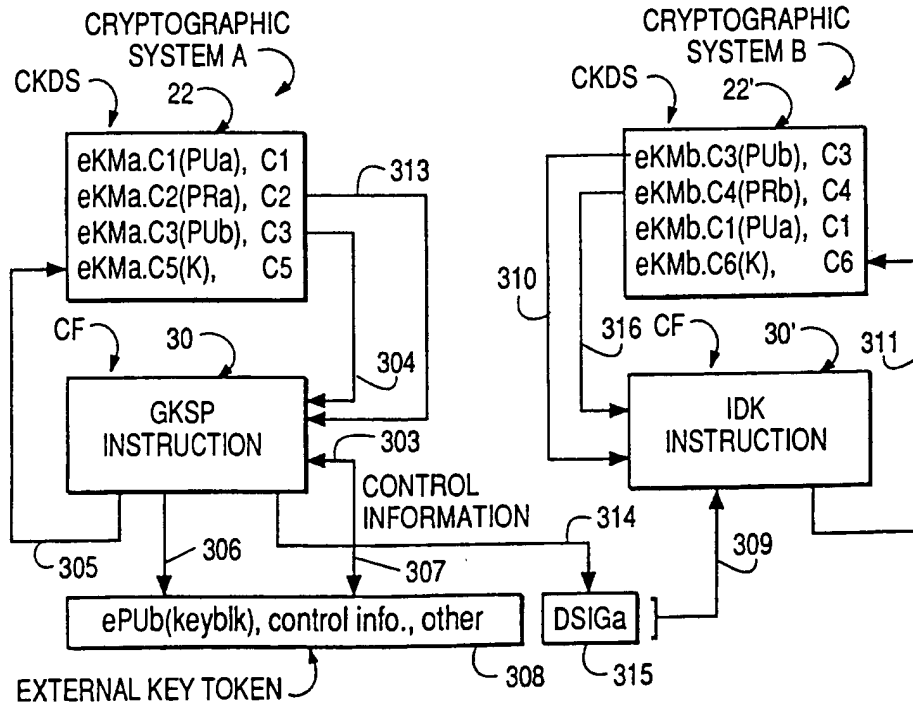 CRYPTOGRAPHIC
SYSTEM A
CKDS
22
eKMa.C1(PUa), C1
eKMa.C2(PRa), C2
eKMa.C3(PUb), C3
eKMa.C5(K), C5
313
CF
30
304
GKSP
INSTRUCTION
303
CONTROL
INFORMATION
305
306
307
314
ePUb(keyblk), control info., other
308
EXTERNAL KEY TOKEN
DSIGa
315
CRYPTOGRAPHIC
SYSTEM B
CKDS
22'
eKMb.C3(PUb), C3
eKMb.C4(PRb), C4
eKMb.C1(PUa), C1
eKMb.C6(K), C6
310
316
CF
30'
311
IDK
INSTRUCTION
309